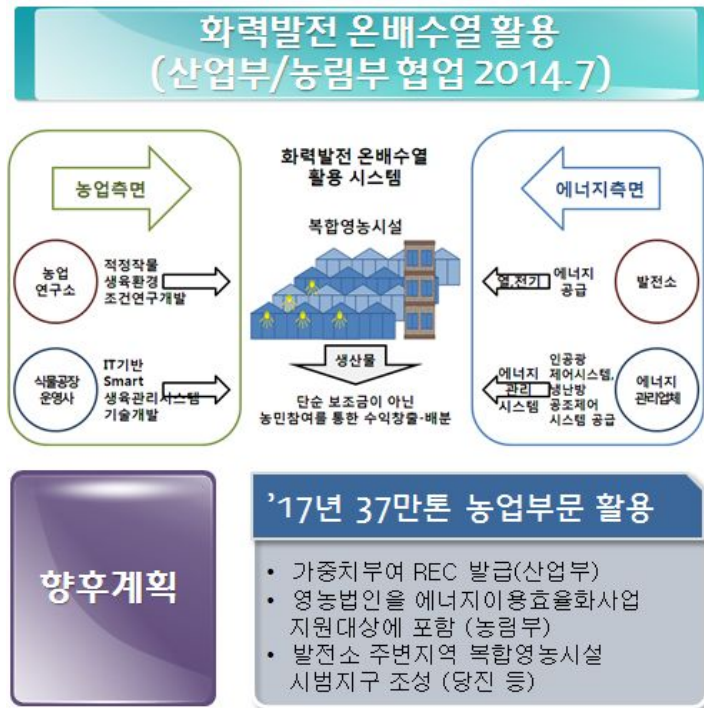 화력발전 온배수열 활용
(산업부/농림부 협업 2014.7)
농업측면
농업
연구소
적정작물
생육환경
조건연구개발
식물공장
운영사
IT기반
Smart
생육관리시스템
기술개발
화력발전 온배수열
활용 시스템
복합영농시설
생산물
단순 보조금이 아닌
농민참여를 통한 수익창출-배분
에너지측면
열.전기
에너지
공급
발전소
에너지
관리
시스템
인공광
제어시스템,
냉난방
공조제어
시스템 공급
에너지
관리업체
향후계획
'17년 37만톤 농업부문 활용
• 가중치부여 REC 발급(산업부)
• 영농법인을 에너지이용효율화사업
지원대상에 포함 (농림부)
• 발전소 주변지역 복합영농시설
시범지구 조성 (당진 등)